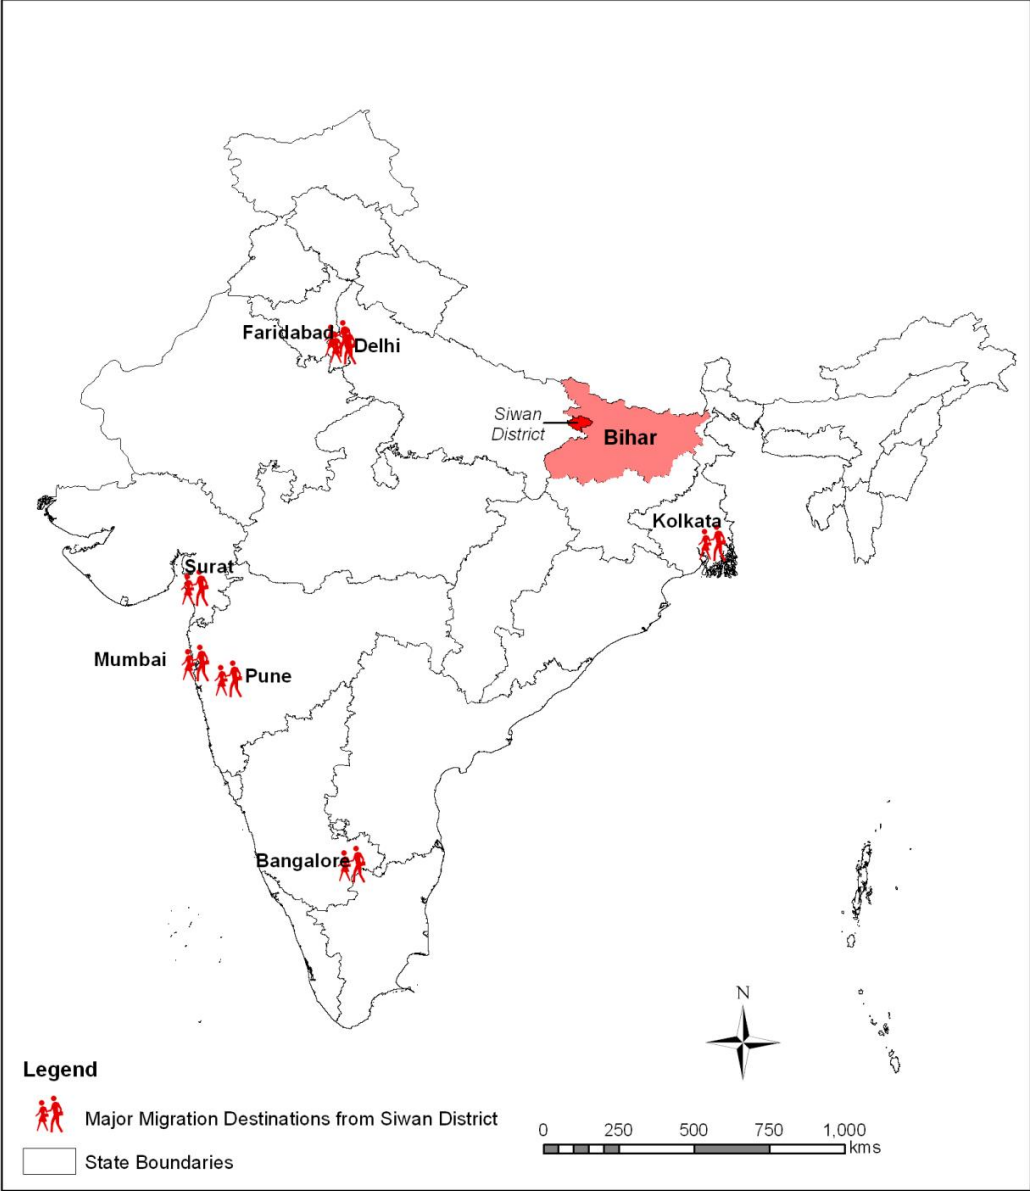 Faridabad
Delhi
Siwan
District
Bihar
Kolkata
Surat
Mumbai
Pune
Bangalore
N
Legend
Major Migration Destinations from Siwan District
State Boundaries
0 250 500 750 1,000
kms